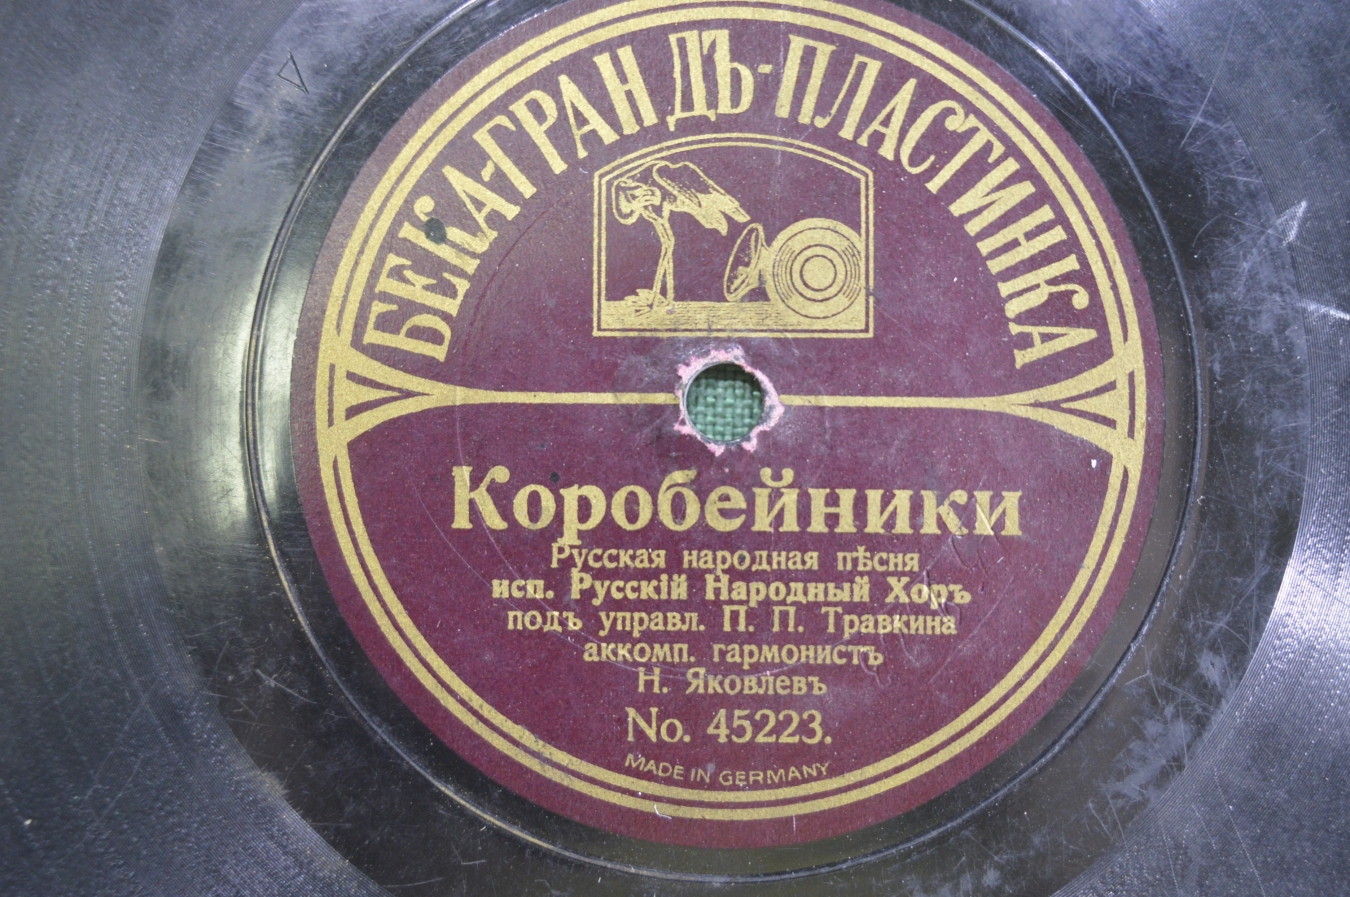 БЕКА-ГРАНДЪ-ПЛАСТИНКА
Коробейники
Русская народная пѣсня
исп. Русскій Народный Хоръ
подъ управл. П. П. Травкина
аккомп. гармонистъ
Н. Яковлевъ
No. 45223.
MADE IN GERMANY